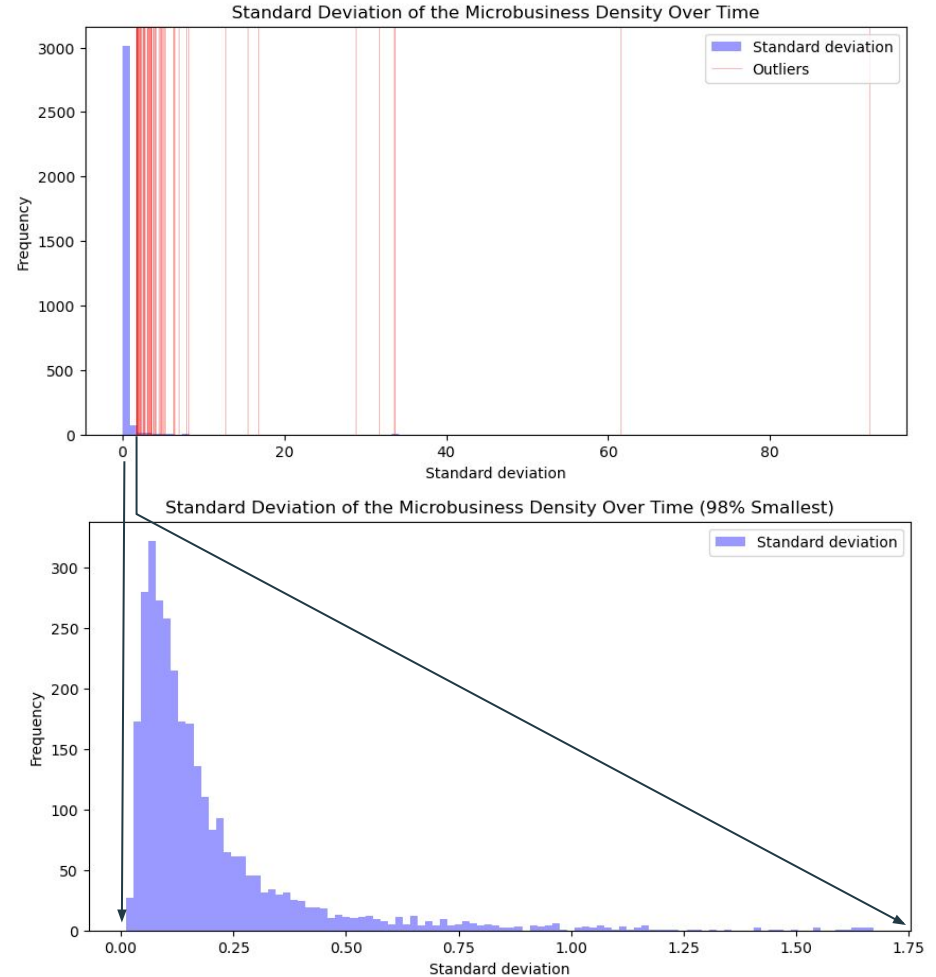 Standard Deviation of the Microbusiness Density Over Time
Standard deviation
Outliers
3000
2500
2000
1500
1000
500
0
Frequency
0 20 40 60 80
Standard deviation
Standard Deviation of the Microbusiness Density Over Time (98% Smallest)
Standard deviation
300
250
200
150
100
50
0
Frequency
0.00 0.25 0.50 0.75 1.00 1.25 1.50 1.75
Standard deviation